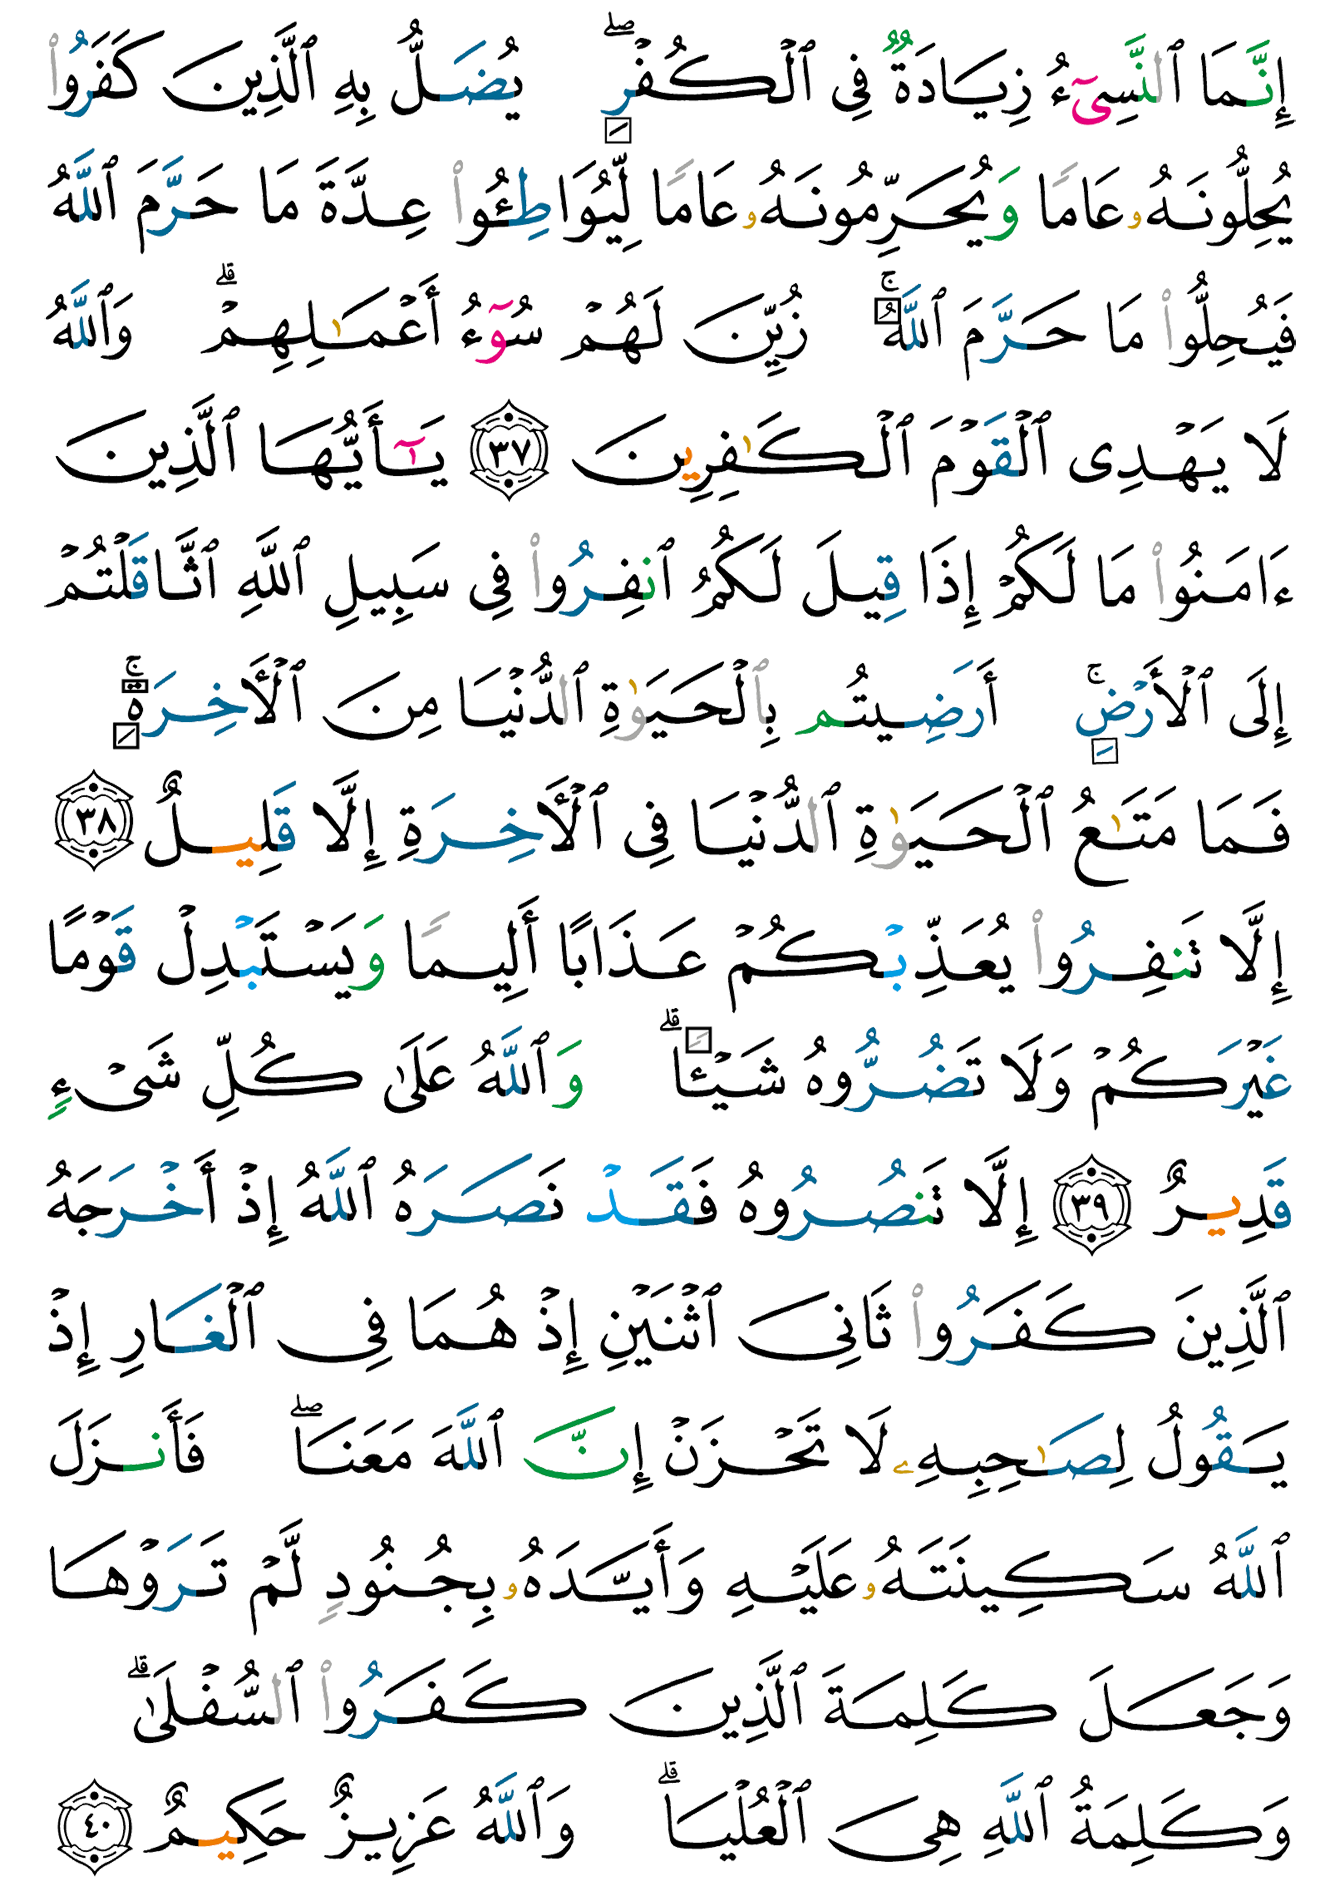 إِنَّمَا ٱلنَّسِيٓءُ زِيَادَةٌ فِي ٱلۡكُفۡرِۖ يُضَلُّ بِهِ ٱلَّذِينَ كَفَرُواْ
يُحِلُّونَهُۥ عَامًا وَيُحَرِّمُونَهُۥ عَامًا لِّيُوَاطِـُٔواْ عِدَّةَ مَا حَرَّمَ ٱللَّهُ
فَيُحِلُّواْ مَا حَرَّمَ ٱللَّهُۚ زُيِّنَ لَهُمۡ سُوٓءُ أَعۡمَٰلِهِمۡۗ وَٱللَّهُ
لَا يَهۡدِي ٱلۡقَوۡمَ ٱلۡكَٰفِرِينَ ٣٧ يَٰٓأَيُّهَا ٱلَّذِينَ
ءَامَنُواْ مَا لَكُمۡ إِذَا قِيلَ لَكُمُ ٱنفِرُواْ فِي سَبِيلِ ٱللَّهِ ٱثَّاقَلۡتُمۡ
إِلَى ٱلۡأَرۡضِۚ أَرَضِيتُم بِٱلۡحَيَوٰةِ ٱلدُّنۡيَا مِنَ ٱلۡأٓخِرَةِۚ
فَمَا مَتَٰعُ ٱلۡحَيَوٰةِ ٱلدُّنۡيَا فِي ٱلۡأٓخِرَةِ إِلَّا قَلِيلٌ ٣٨
إِلَّا تَنفِرُواْ يُعَذِّبۡكُمۡ عَذَابًا أَلِيمًا وَيَسۡتَبۡدِلۡ قَوۡمًا
غَيۡرَكُمۡ وَلَا تَضُرُّوهُ شَيۡـًٔاۗ وَٱللَّهُ عَلَىٰ كُلِّ شَيۡءٍ
قَدِيرٌ ٣٩ إِلَّا تَنصُرُوهُ فَقَدۡ نَصَرَهُ ٱللَّهُ إِذۡ أَخۡرَجَهُ
ٱلَّذِينَ كَفَرُواْ ثَانِيَ ٱثۡنَيۡنِ إِذۡ هُمَا فِي ٱلۡغَارِ إِذۡ
يَقُولُ لِصَٰحِبِهِۦ لَا تَحۡزَنۡ إِنَّ ٱللَّهَ مَعَنَاۖ فَأَنزَلَ
ٱللَّهُ سَكِينَتَهُۥ عَلَيۡهِ وَأَيَّدَهُۥ بِجُنُودٍ لَّمۡ تَرَوۡهَا
وَجَعَلَ كَلِمَةَ ٱلَّذِينَ كَفَرُواْ ٱلسُّفۡلَىٰۗ
وَكَلِمَةُ ٱللَّهِ هِيَ ٱلۡعُلۡيَاۗ وَٱللَّهُ عَزِيزٌ حَكِيمٌ ٤٠